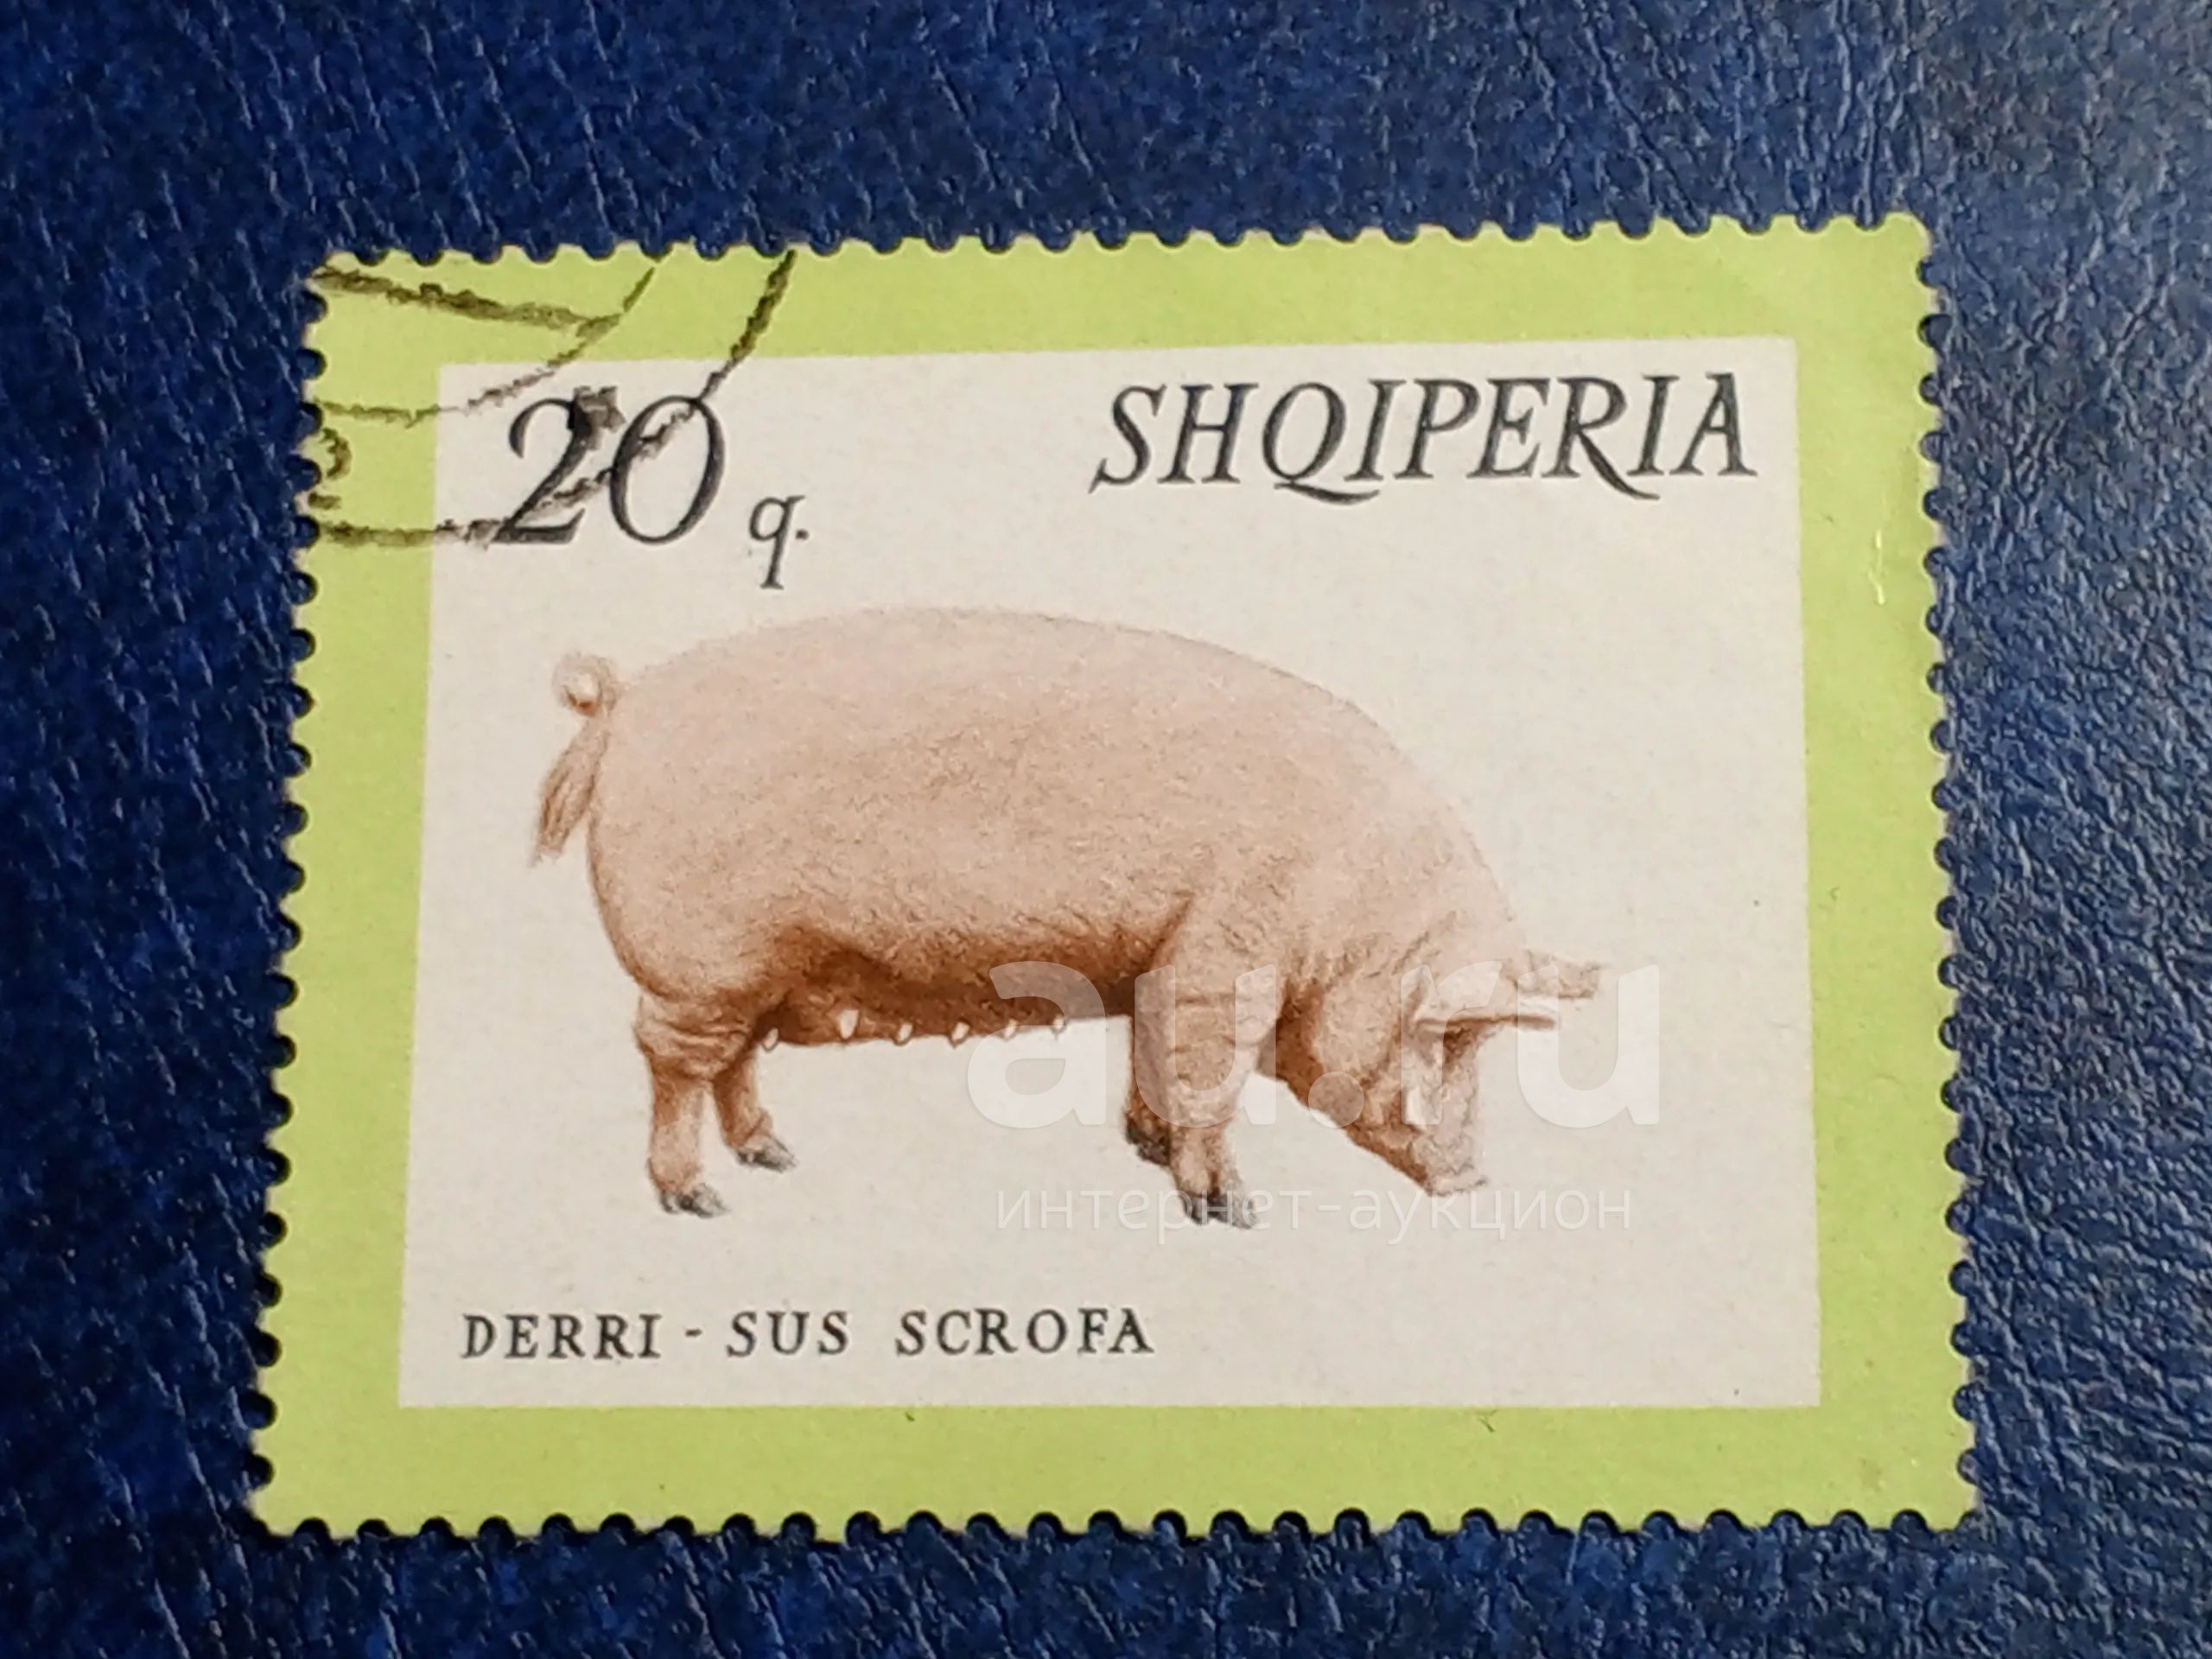 20 q.
SHQIPERIA
au.ru
интернет-аукцион
DERRI - SUS SCROFA